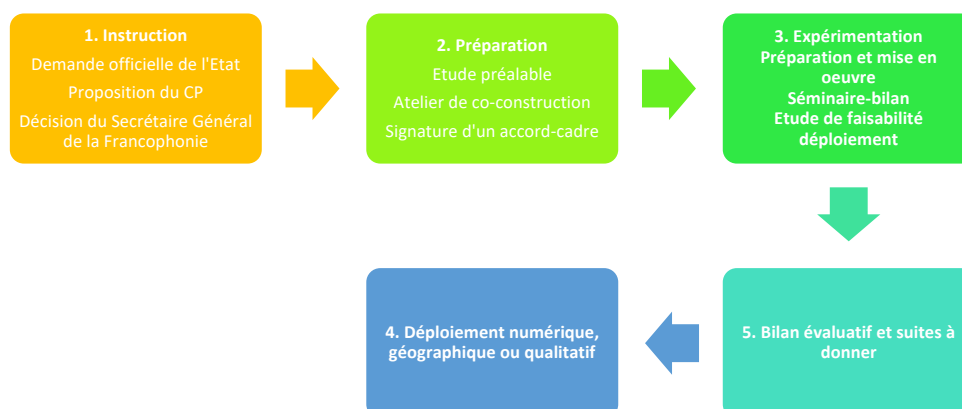 1. Instruction
Demande officielle de l'Etat
Proposition du CP
Décision du Secrétaire Général
de la Francophonie
2. Préparation
Etude préalable
Atelier de co-construction
Signature d'un accord-cadre
3. Expérimentation
Préparation et mise en
oeuvre
Séminaire-bilan
Etude de faisabilité
déploiement
5. Bilan évaluatif et suites à
donner
4. Déploiement numérique,
géographique ou qualitatif